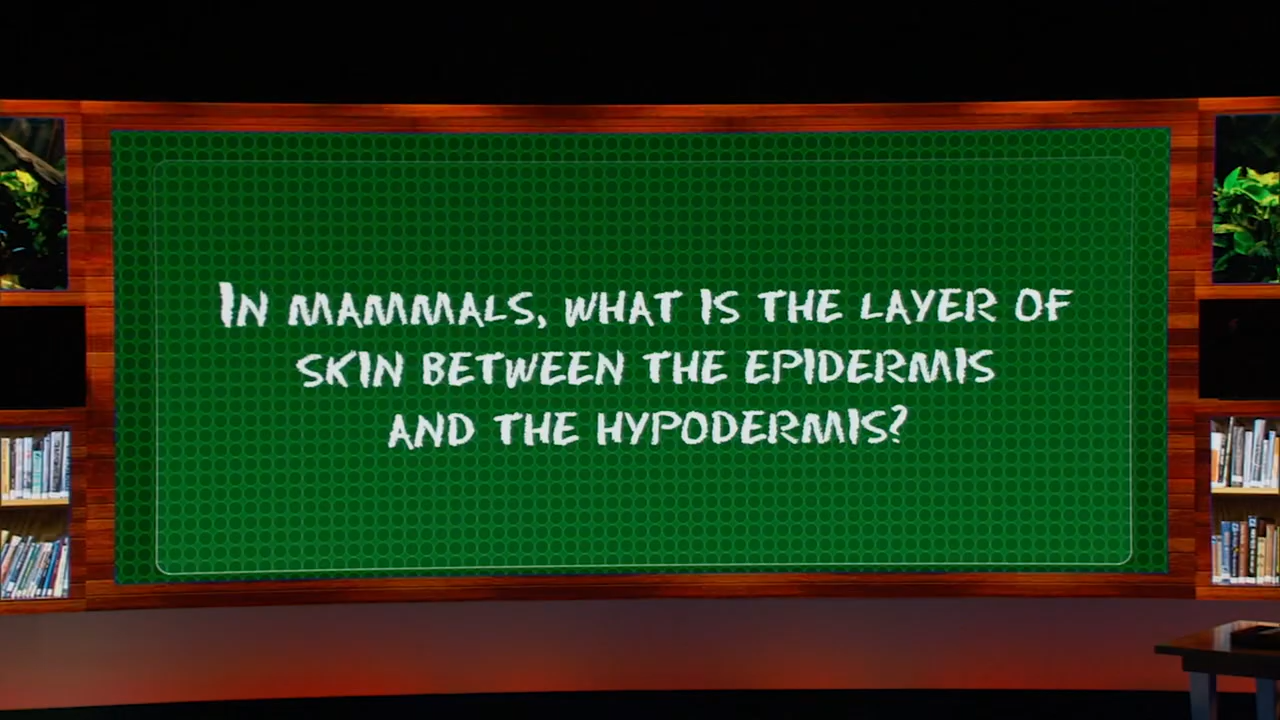 In mammals, what is the layer of
skin between the epidermis
and the hypodermis?